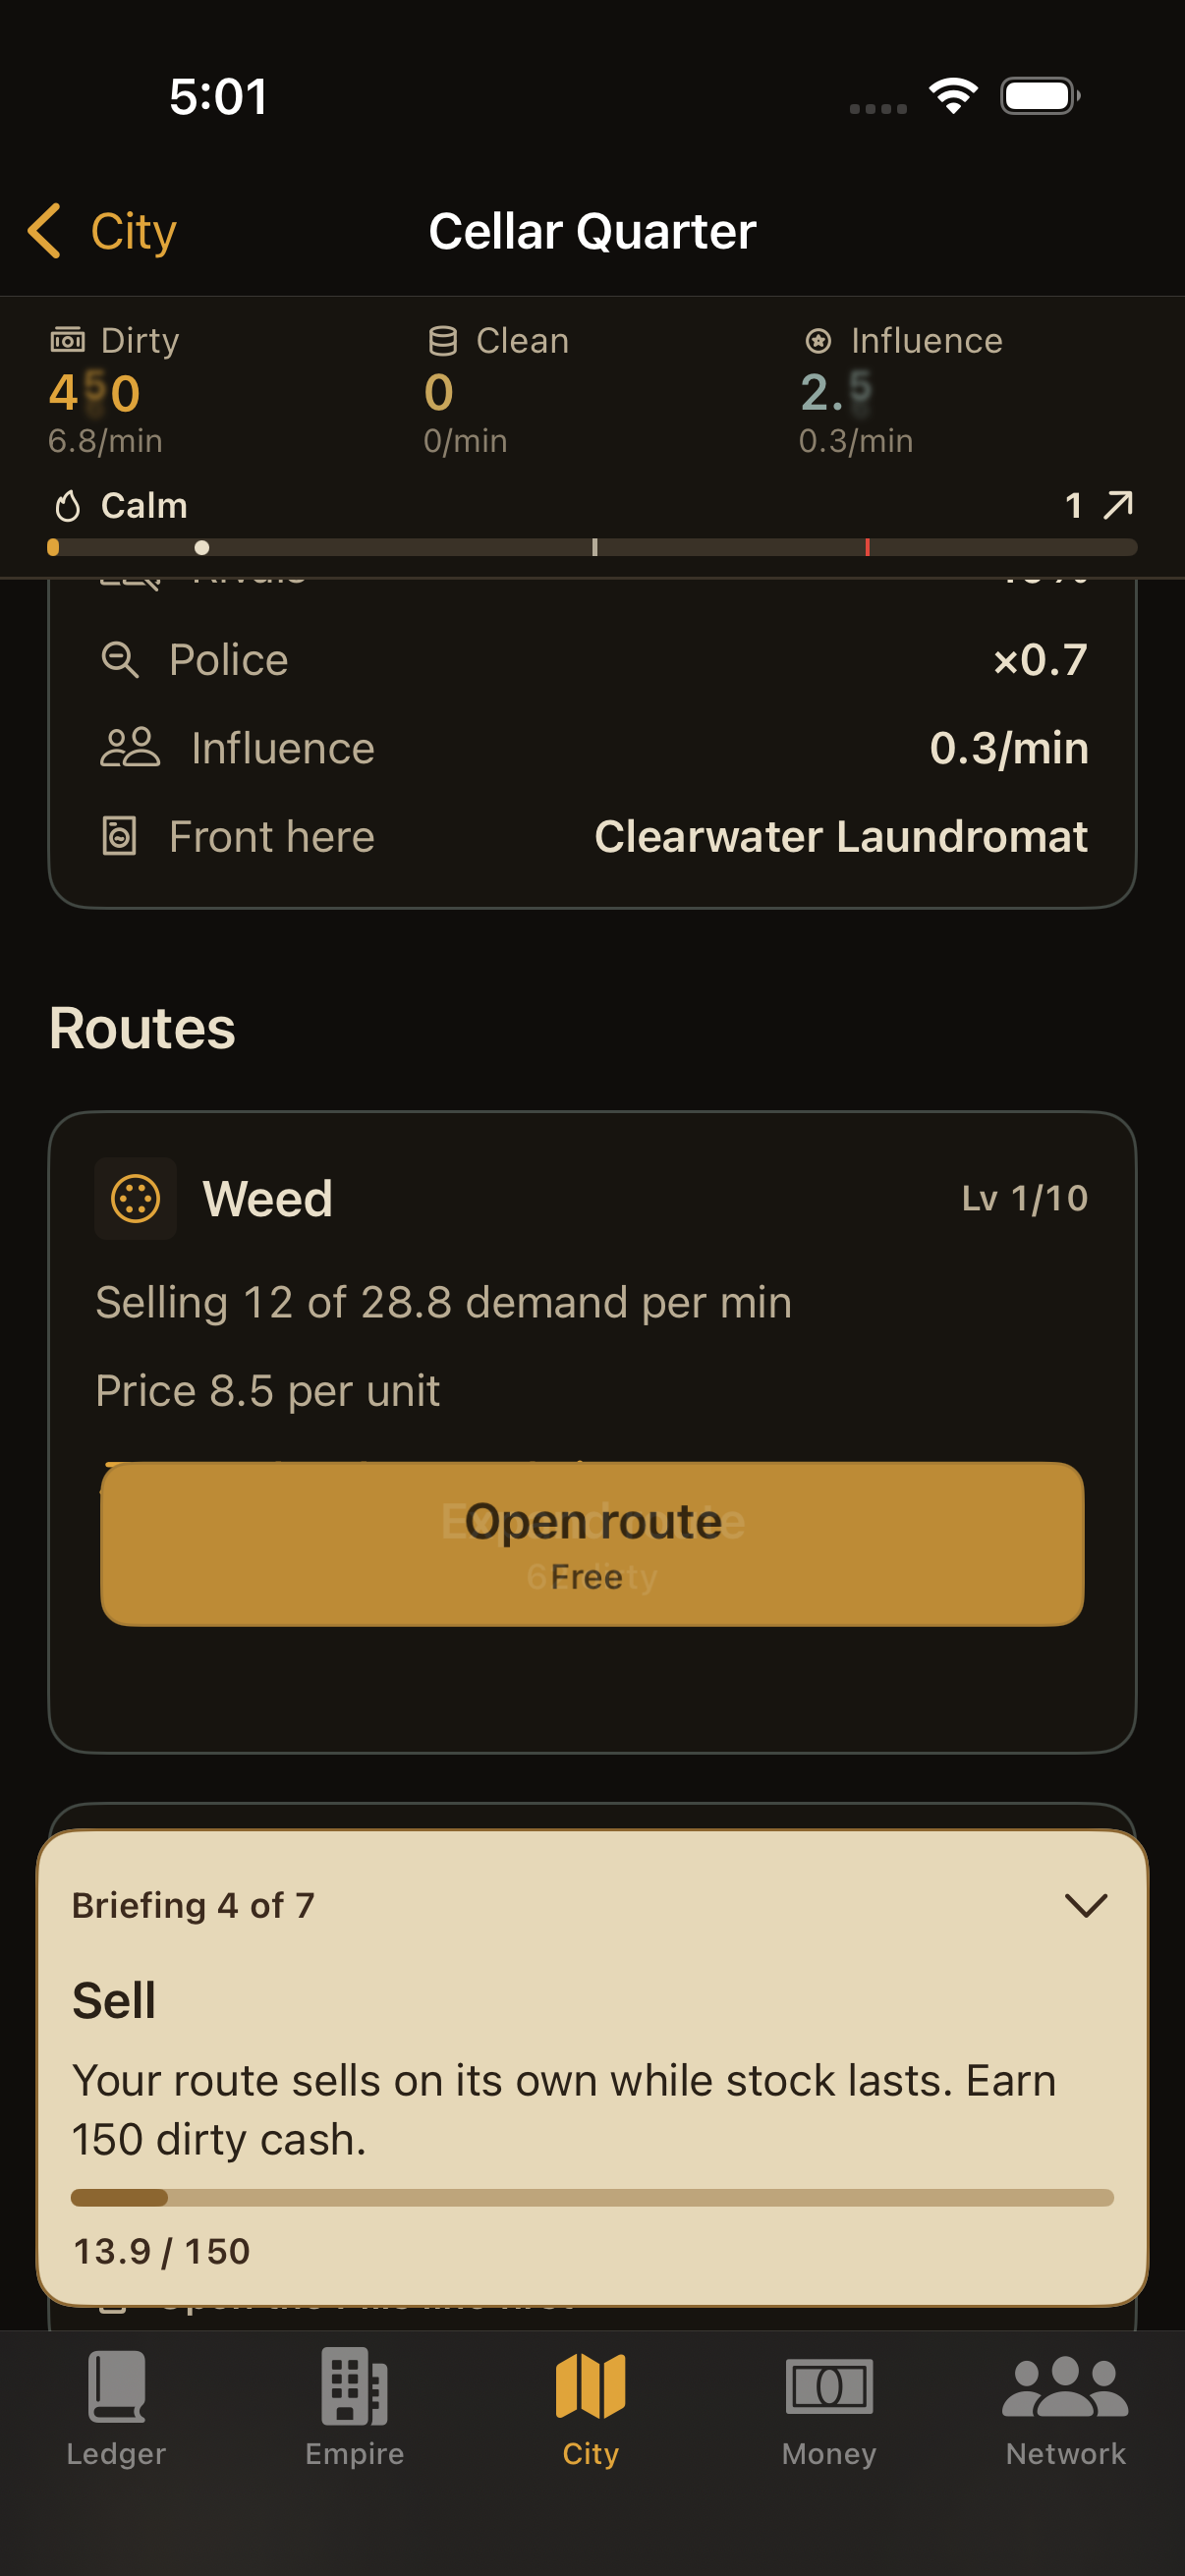 5:01
City
Cellar Quarter
Dirty
Clean
Influence
450
0
2.5
6.8/min
0/min
0.3/min
Calm
1
Police
×0.7
Influence
0.3/min
Front here
Clearwater Laundromat
Routes
Weed
Lv 1/10
Selling 12 of 28.8 demand per min
Price 8.5 per unit
Open route
Free
Briefing 4 of 7
Sell
Your route sells on its own while stock lasts. Earn
150 dirty cash.
13.9 / 150
Ledger
Empire
City
Money
Network